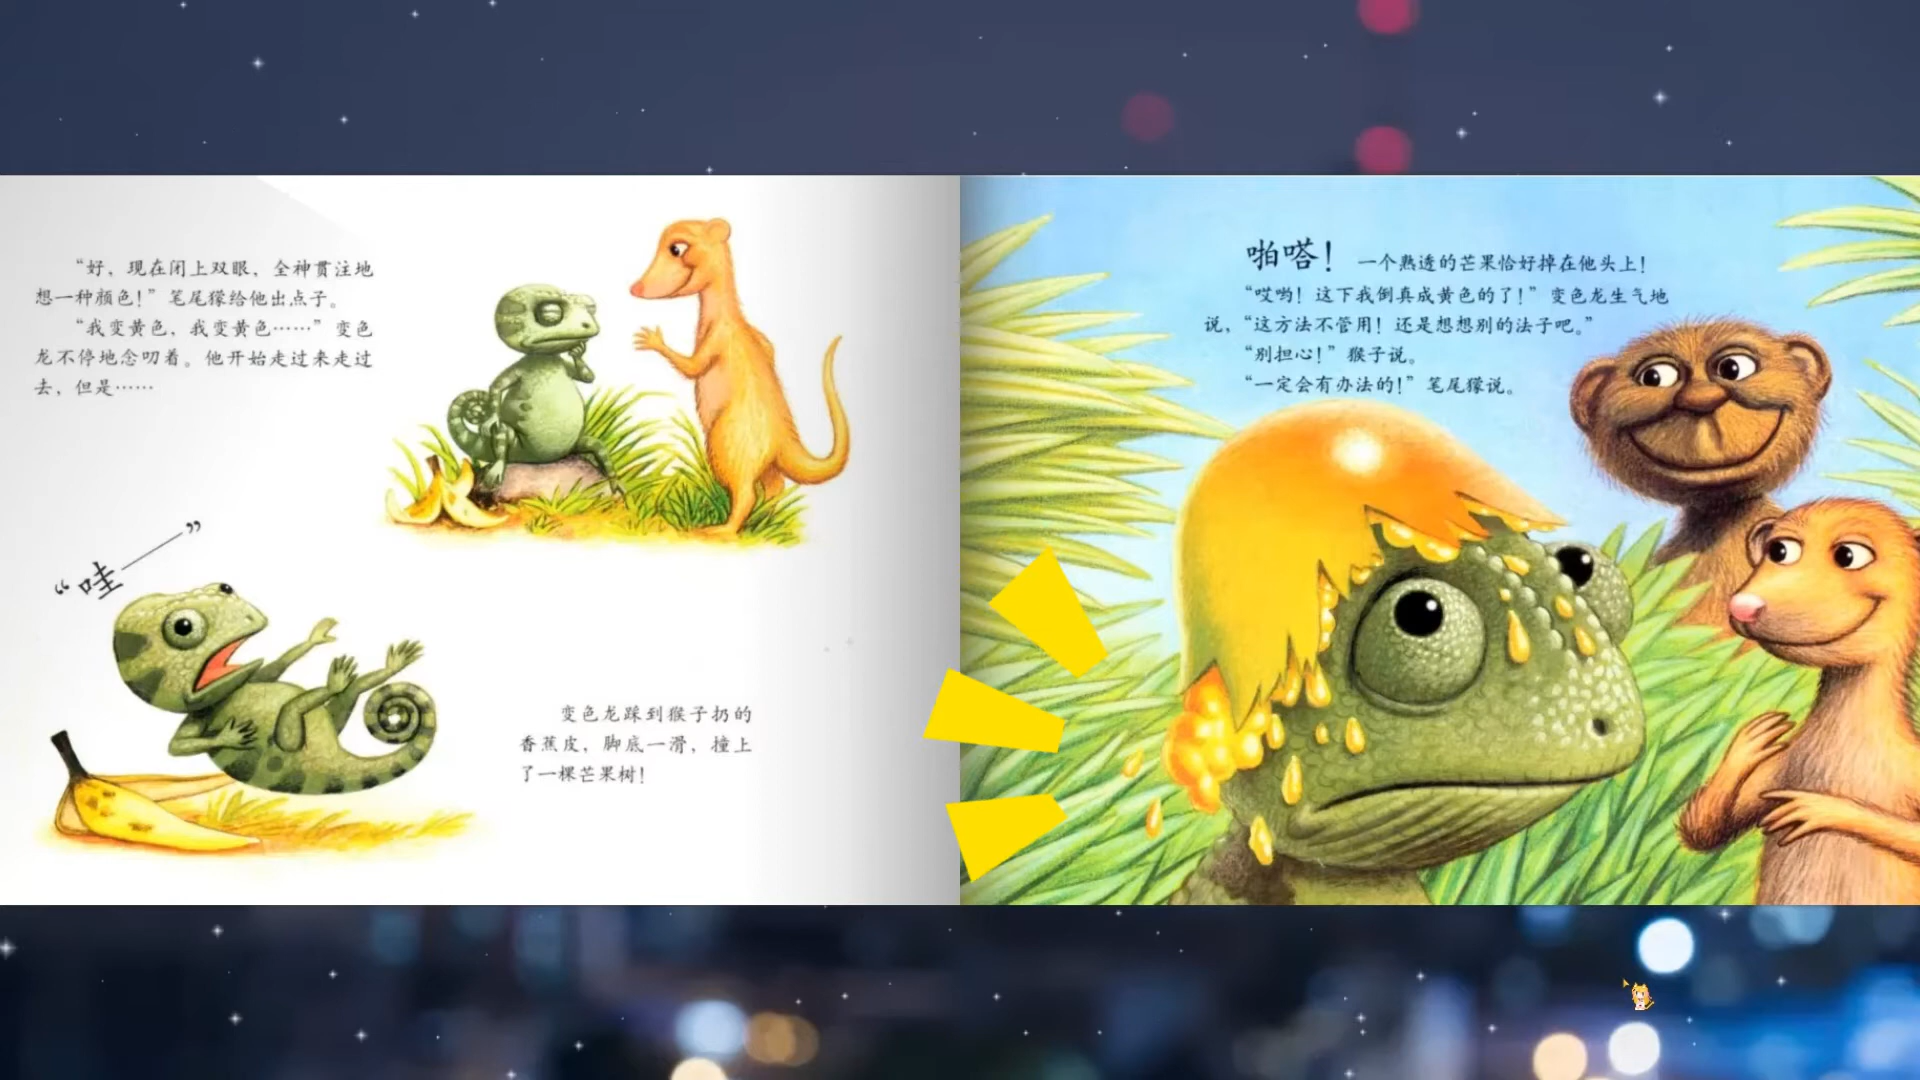 “好，现在闭上双眼，全神贯注地
想一种颜色！”笔尾獴给他出点子。
“我变黄色，我变黄色……”变色
龙不停地念叨着。他开始走过来走过
去，但是……
“哇——”
变色龙踩到猴子扔的
香蕉皮，脚底一滑，撞上
了一棵芒果树！
啪嗒！ 一个熟透的芒果恰好掉在他头上！
“哎哟！这下我倒真成黄色的了！”变色龙生气地
说，“这方法不管用！还是想想别的法子吧。”
“别担心！”猴子说。
“一定会有办法的！”笔尾獴说。